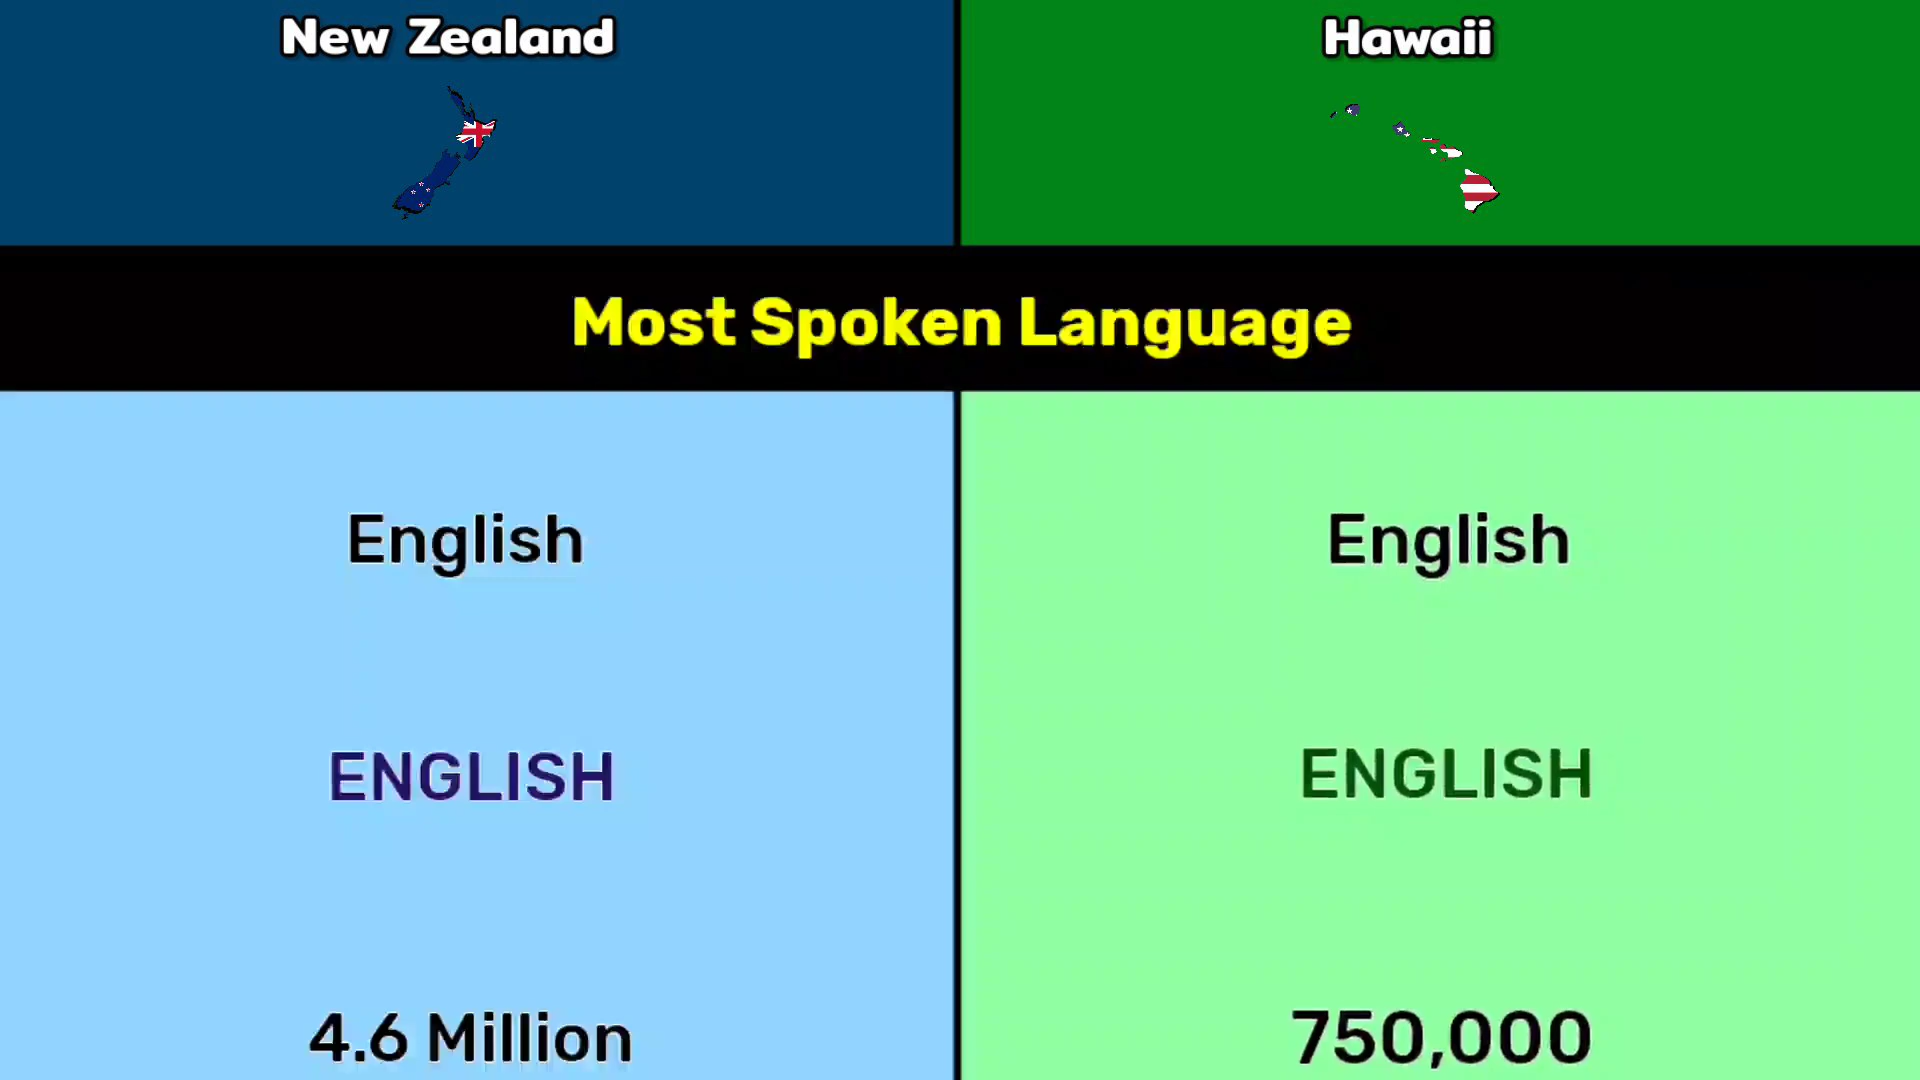 New Zealand
Hawaii
Most Spoken Language
English
English
ENGLISH
ENGLISH
4.6 Million
750,000